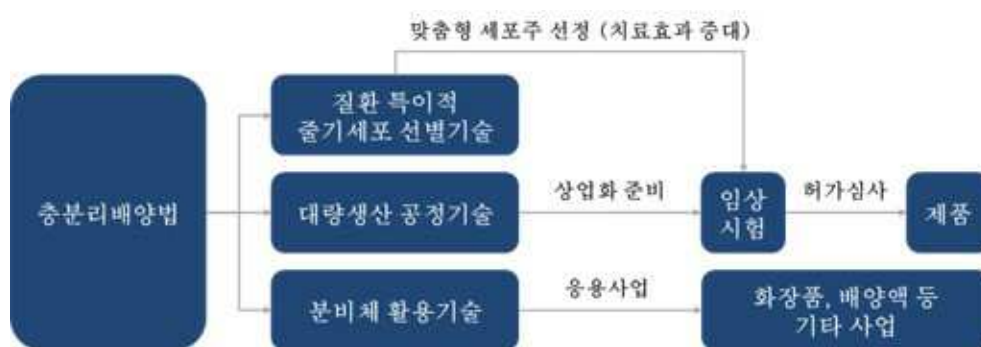 맞춤형 세포주 선정 (치료효과 증대)
질환 특이적
줄기세포 선별기술
층분리배양법
대량생산 공정기술
상업화 준비
임상
시험
허가심사
제품
분비체 활용기술
응용사업
화장품, 배양액 등
기타 사업